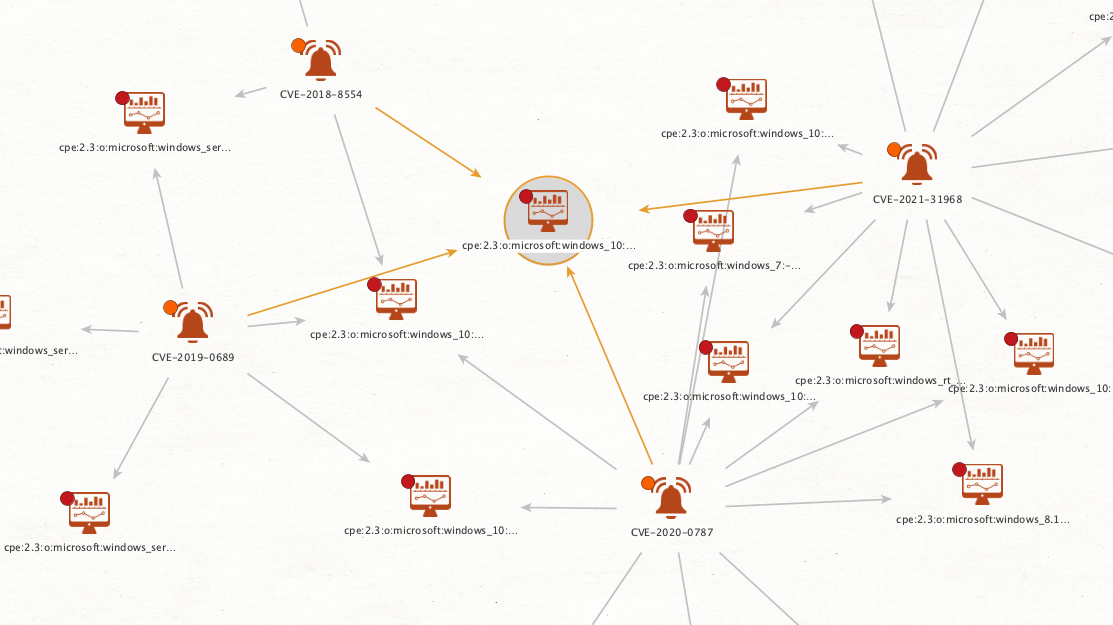 cpe:2
CVE-2018-8554
cpe:2.3:o:microsoft:windows_10:...
cpe:2.3:o:microsoft:windows_ser...
CVE-2021-31968
cpe:2.3:o:microsoft:windows_10:...
cpe:2.3:o:microsoft:windows_7:-...
cpe:2.3:o:microsoft:windows_10:...
t:windows_ser...
CVE-2019-0689
cpe:2.3:o:microsoft:windows_rt_...
cpe:2.3:o:microsoft:windows_10:
cpe:2.3:o:microsoft:windows_10:...
cpe:2.3:o:microsoft:windows_8.1...
cpe:2.3:o:microsoft:windows_10:...
CVE-2020-0787
cpe:2.3:o:microsoft:windows_ser...